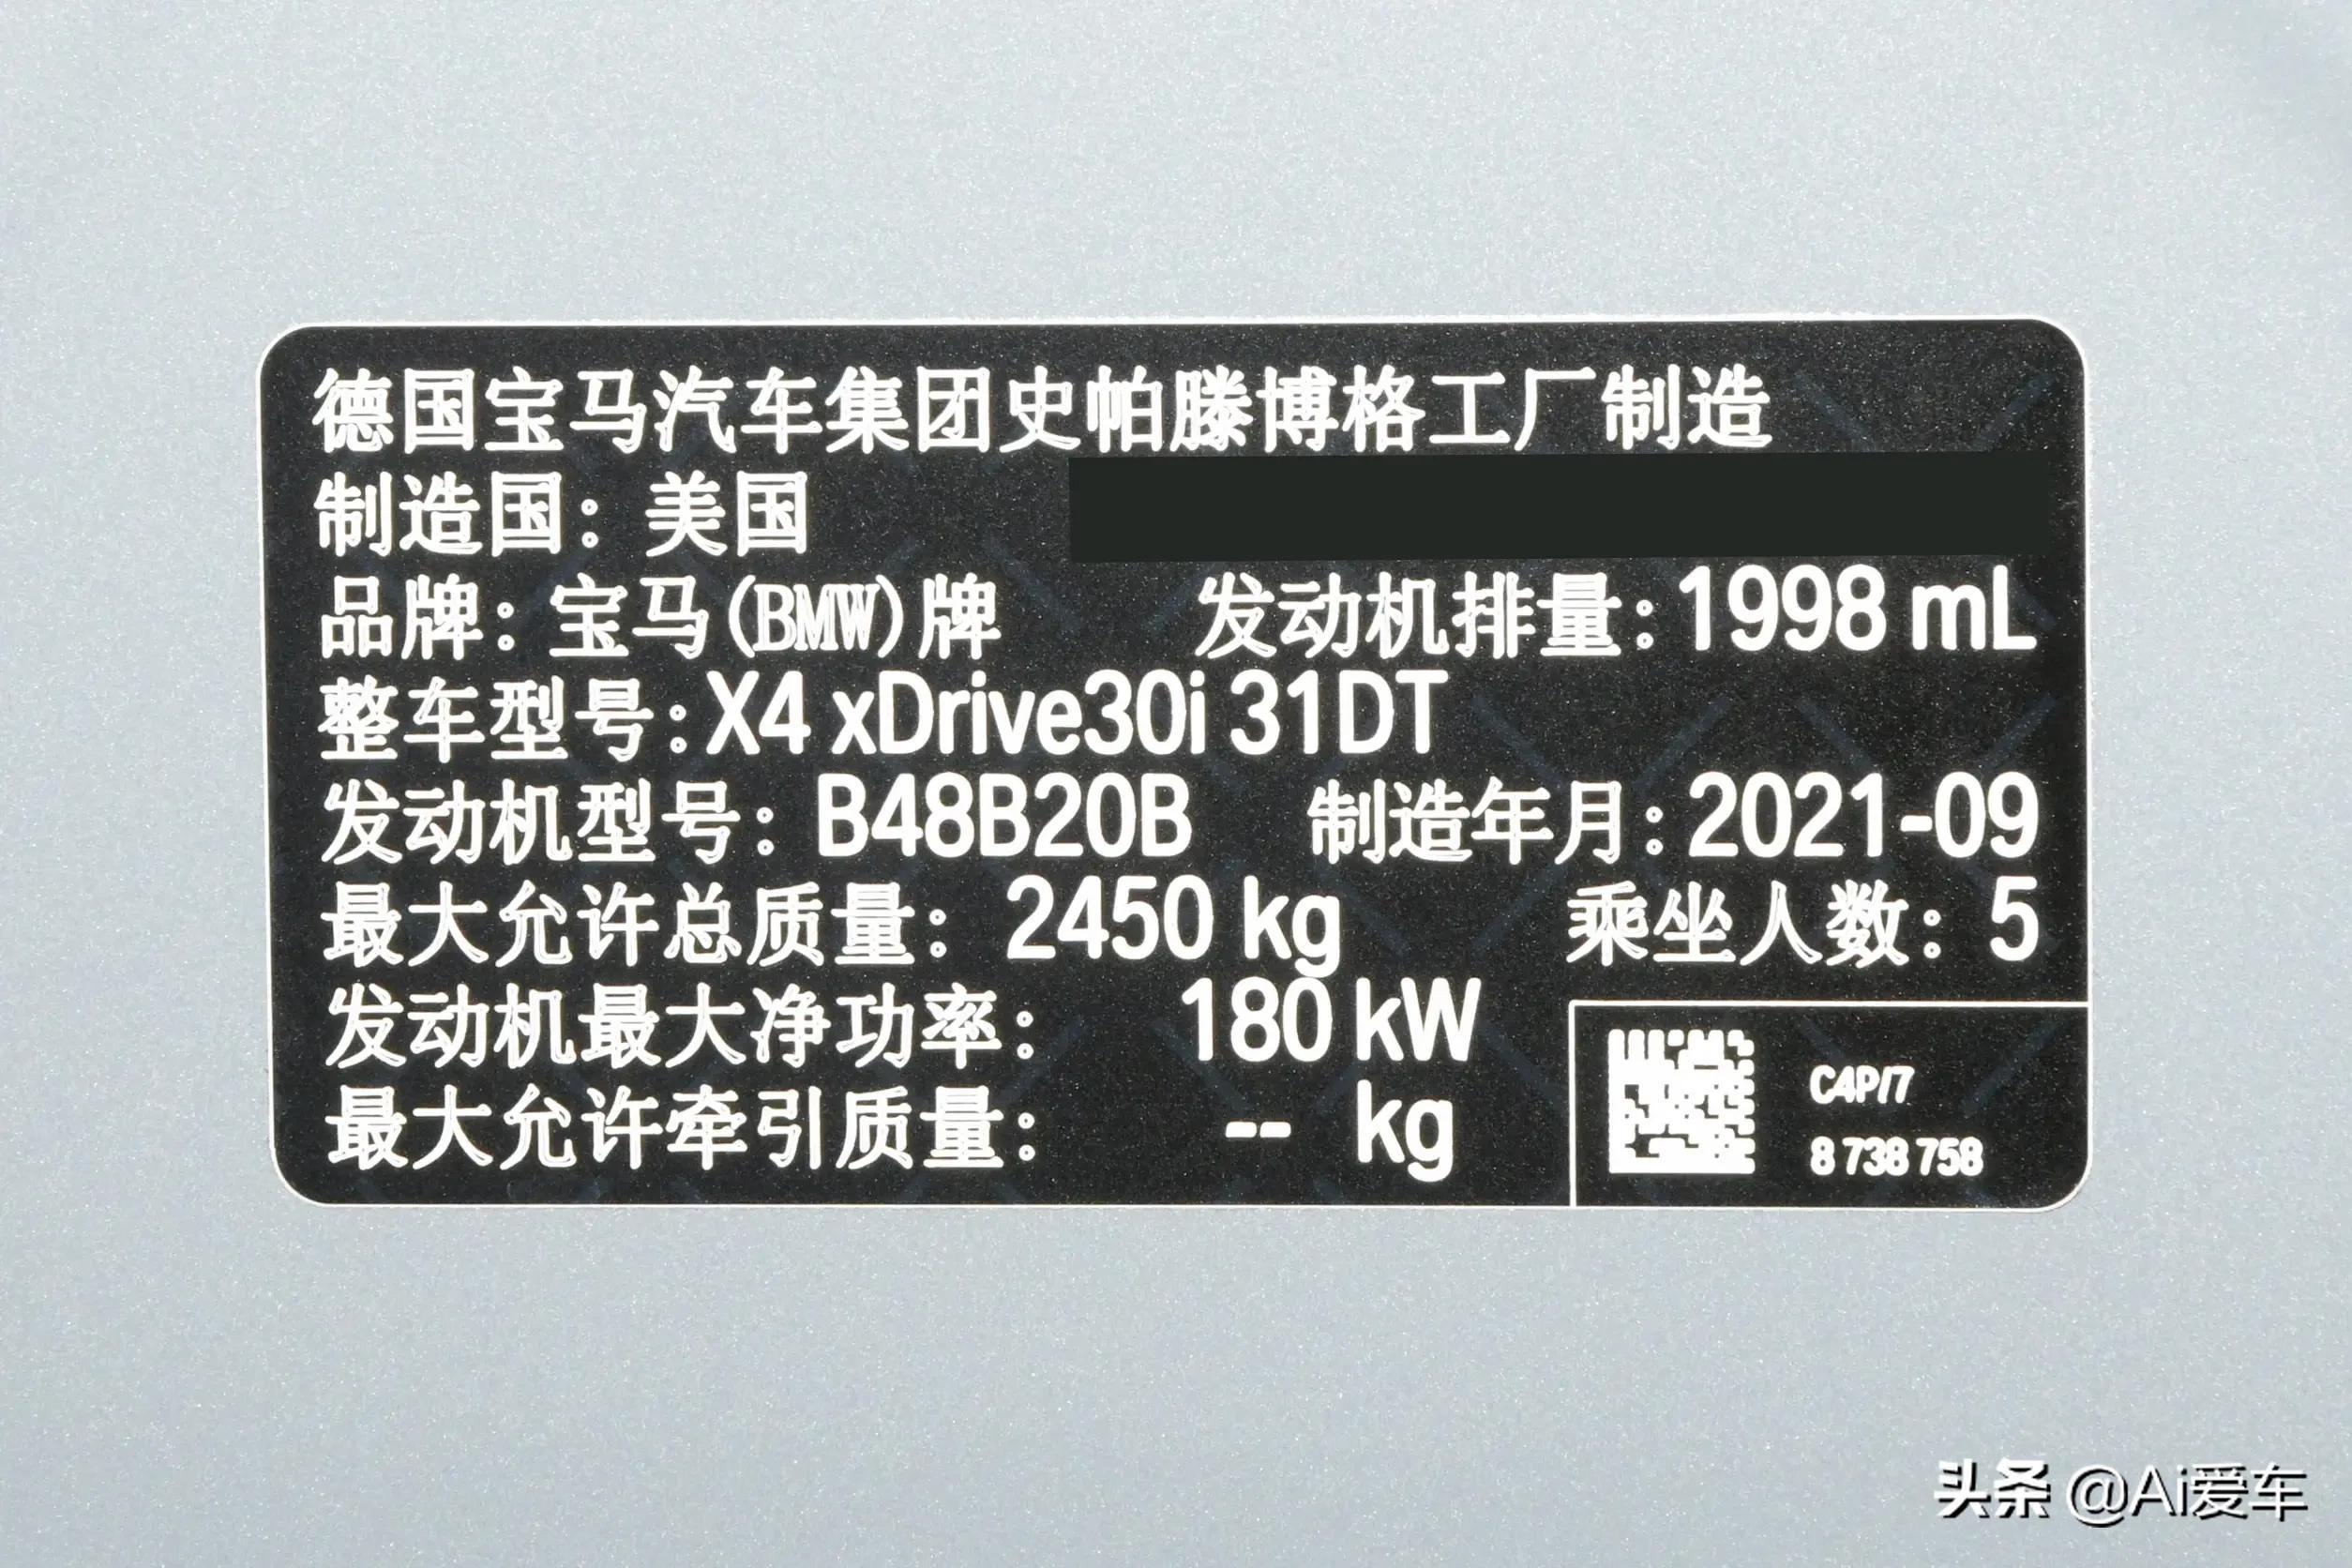 德国宝马汽车集团史帕滕博格工厂制造
制造国：美国
品牌：宝马(BMW)牌 发动机排量：1998 mL
整车型号：X4 xDrive30i 31DT
发动机型号：B48B20B 制造年月：2021-09
最大允许总质量：2450 kg 乘坐人数：5
发动机最大净功率：180 kW
最大允许牵引质量：-- kg
C4P/7
8 738 758
头条 @Ai爱车